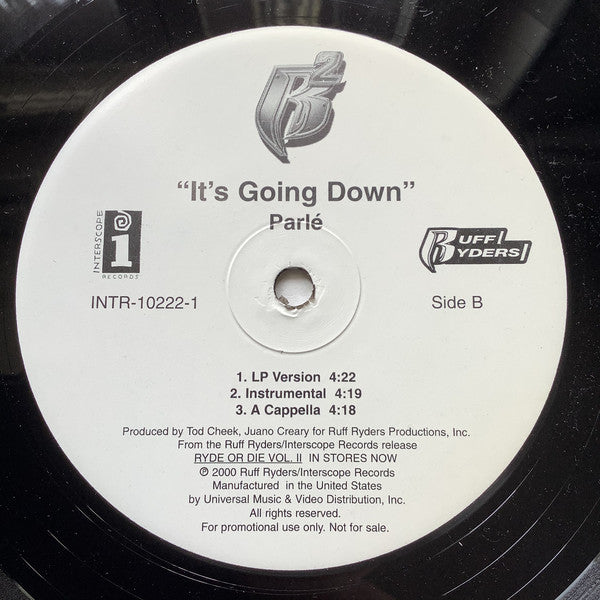 R2
"It's Going Down"
Parlé
INTERSCOPE
i
RECORDS
RUFF
RYDERS
INTR-10222-1
Side B
1. LP Version 4:22
2. Instrumental 4:19
3. A Cappella 4:18
Produced by Tod Cheek, Juano Creary for Ruff Ryders Productions, Inc.
From the Ruff Ryders/Interscope Records release
RYDE OR DIE VOL. II IN STORES NOW
℗ 2000 Ruff Ryders/Interscope Records
Manufactured in the United States
by Universal Music & Video Distribution, Inc.
All rights reserved.
For promotional use only. Not for sale.